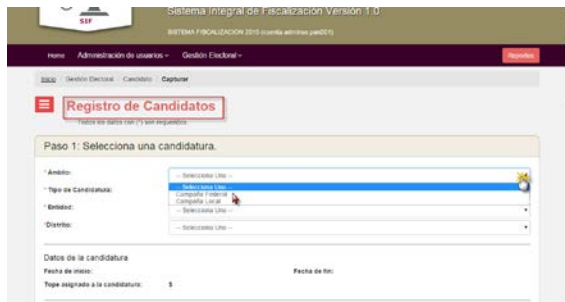 SIF
Sistema Integral de Fiscalización Versión 1.0
SISTEMA FISCALIZACIÓN 2015 (cuenta adminwe pan001)
Home Administración de usuarios Gestión Electoral Reportes
Inicio / Gestión Electoral / Candidato / Capturar
Registro de Candidatos
Todos los datos con (*) son requeridos.
Paso 1: Selecciona una candidatura.
* Ámbito: -- Selecciona Uno --
-- Selecciona Uno --
* Tipo de Candidatura: Campaña Federal
Campaña Local
* Entidad: -- Selecciona Uno --
*Distrito: -- Selecciona Uno --
Datos de la candidatura
Fecha de inicio: Fecha de fin:
Tope asignado a la candidatura: $